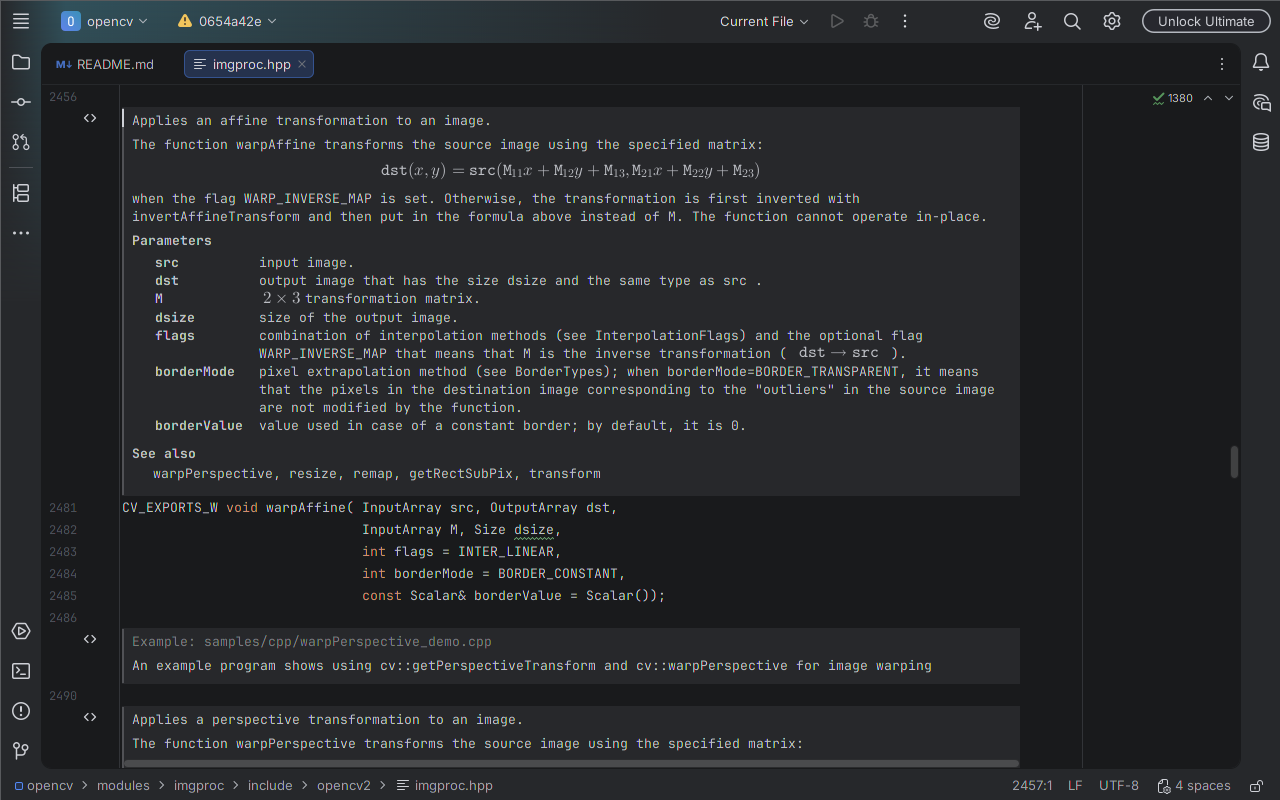 O opencv 0654a42e Current File Unlock Ultimate
M↓ README.md imgproc.hpp
2456 1380
Applies an affine transformation to an image.
The function warpAffine transforms the source image using the specified matrix:
dst(x, y) = src(M11x + M12y + M13, M21x + M22y + M23)
when the flag WARP_INVERSE_MAP is set. Otherwise, the transformation is first inverted with
invertAffineTransform and then put in the formula above instead of M. The function cannot operate in-place.
Parameters
src input image.
dst output image that has the size dsize and the same type as src .
M 2 × 3 transformation matrix.
dsize size of the output image.
flags combination of interpolation methods (see InterpolationFlags) and the optional flag
WARP_INVERSE_MAP that means that M is the inverse transformation ( dst → src ).
borderMode pixel extrapolation method (see BorderTypes); when borderMode=BORDER_TRANSPARENT, it means
that the pixels in the destination image corresponding to the "outliers" in the source image
are not modified by the function.
borderValue value used in case of a constant border; by default, it is 0.
See also
warpPerspective, resize, remap, getRectSubPix, transform
2481 CV_EXPORTS_W void warpAffine( InputArray src, OutputArray dst,
2482 InputArray M, Size dsize,
2483 int flags = INTER_LINEAR,
2484 int borderMode = BORDER_CONSTANT,
2485 const Scalar& borderValue = Scalar());
2486
Example: samples/cpp/warpPerspective_demo.cpp
An example program shows using cv::getPerspectiveTransform and cv::warpPerspective for image warping
2490
Applies a perspective transformation to an image.
The function warpPerspective transforms the source image using the specified matrix:
opencv > modules > imgproc > include > opencv2 > imgproc.hpp 2457:1 LF UTF-8 4 spaces